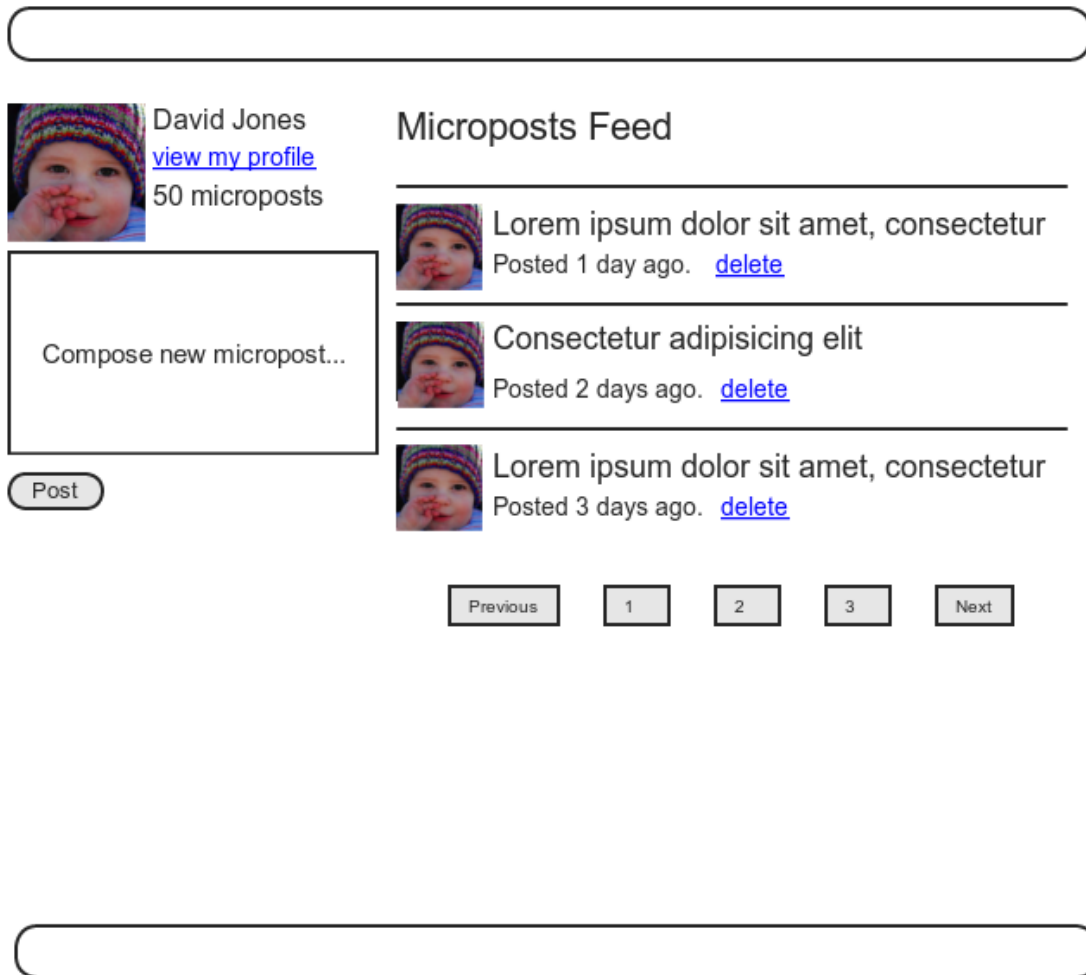 David Jones
view my profile
50 microposts
Compose new micropost...
Post
Microposts Feed
Lorem ipsum dolor sit amet, consectetur
Posted 1 day ago. delete
Consectetur adipisicing elit
Posted 2 days ago. delete
Lorem ipsum dolor sit amet, consectetur
Posted 3 days ago. delete
Previous 1 2 3 Next